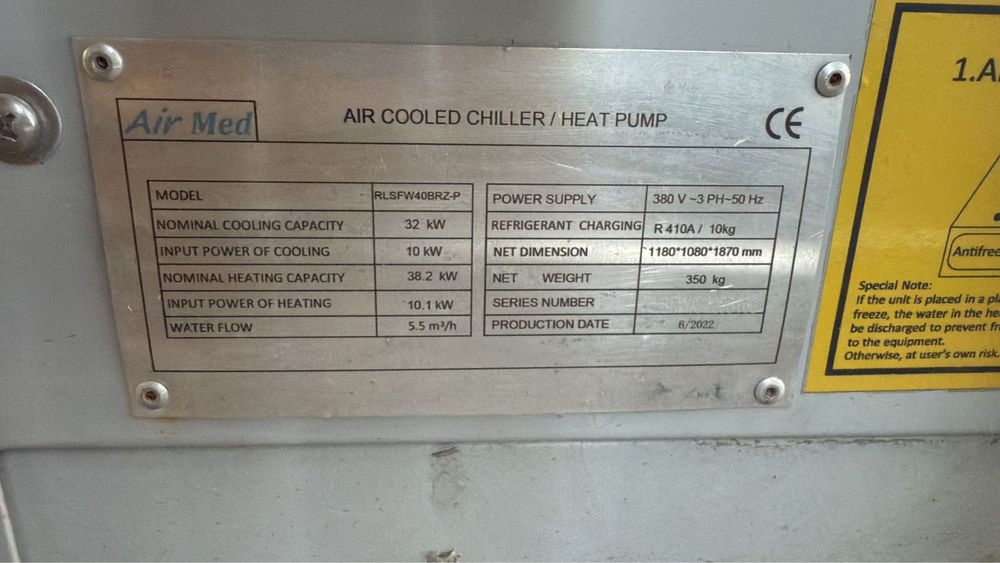 Air Med
AIR COOLED CHILLER / HEAT PUMP
CE
MODEL RLSFW40BRZ-P
NOMINAL COOLING CAPACITY 32 kW
INPUT POWER OF COOLING 10 kW
NOMINAL HEATING CAPACITY 38.2 kW
INPUT POWER OF HEATING 10.1 kW
WATER FLOW 5.5 m³/h
POWER SUPPLY 380 V ~3 PH~50 Hz
REFRIGERANT CHARGING R 410A / 10kg
NET DIMENSION 1180*1080*1870 mm
NET WEIGHT 350 kg
SERIES NUMBER
PRODUCTION DATE 6/2022
1.A
Antifree
Special Note:
If the unit is placed in a pl
freeze, the water in the he
be discharged to prevent fr
to the equipment.
Otherwise, at user's own risk.